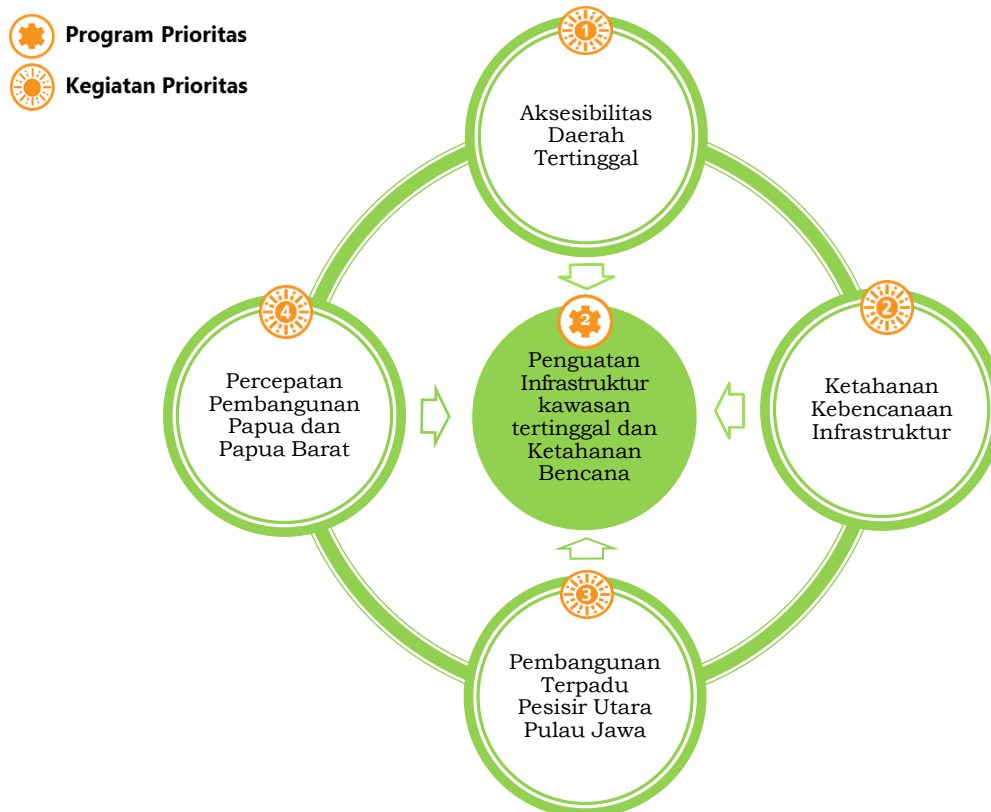 Program Prioritas
Kegiatan Prioritas
1
Aksesibilitas
Daerah
Tertinggal
4
Percepatan
Pembangunan
Papua dan
Papua Barat
2
Penguatan
Infrastruktur
kawasan
tertinggal dan
Ketahanan
Bencana
2
Ketahanan
Kebencanaan
Infrastruktur
3
Pembangunan
Terpadu
Pesisir Utara
Pulau Jawa